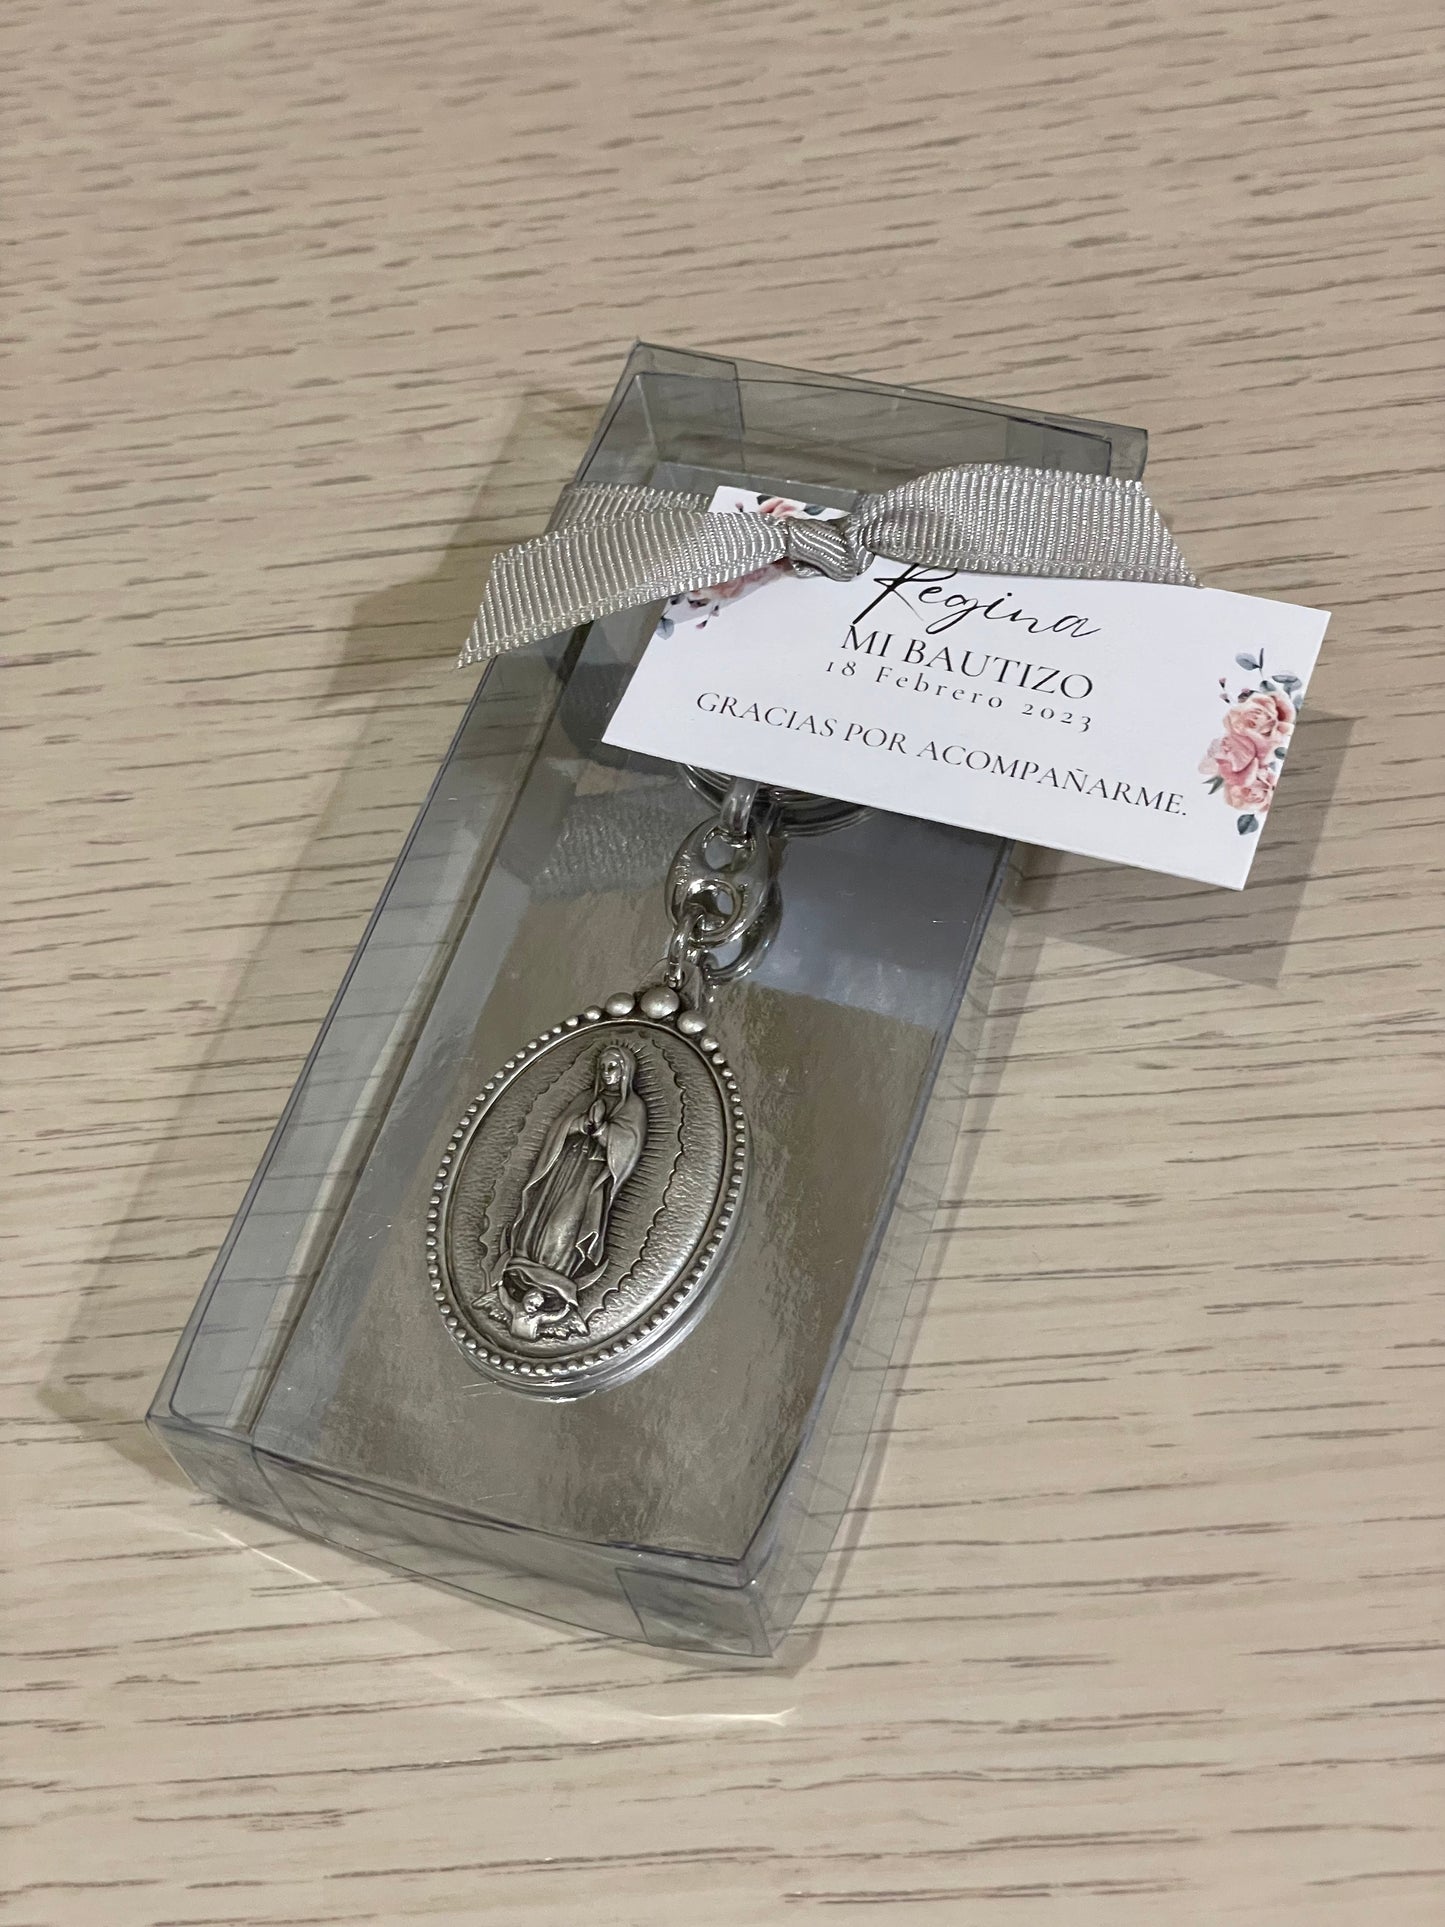 Regina
MI BAUTIZO
18 Febrero 2023
GRACIAS POR ACOMPAÑARME.